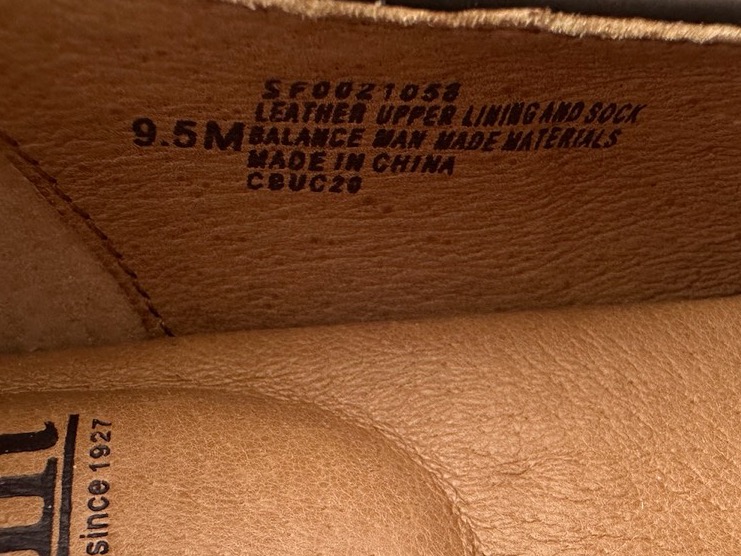 SF0021058
LEATHER UPPER LINING AND SOCK
9.5M BALANCE MAN MADE MATERIALS
MADE IN CHINA
CBUC20
since 1927